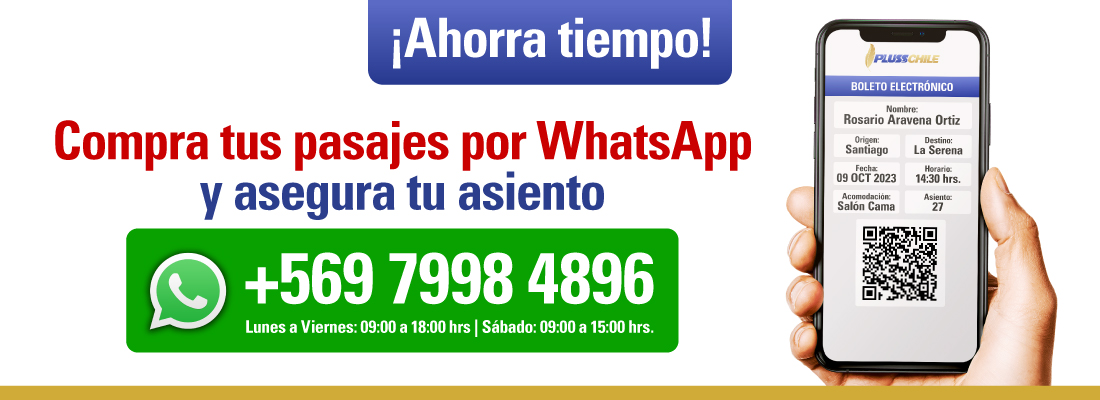 ¡Ahorra tiempo!
Compra tus pasajes por WhatsApp
y asegura tu asiento
+569 7998 4896
Lunes a Viernes: 09:00 a 18:00 hrs | Sábado: 09:00 a 15:00 hrs.
PLUSSCHILE
BOLETO ELECTRÓNICO
Nombre:
Rosario Aravena Ortiz
Origen: Destino:
Santiago La Serena
Fecha: Horario:
09 OCT 2023 14:30 hrs.
Acomodación: Asiento:
Salón Cama 27